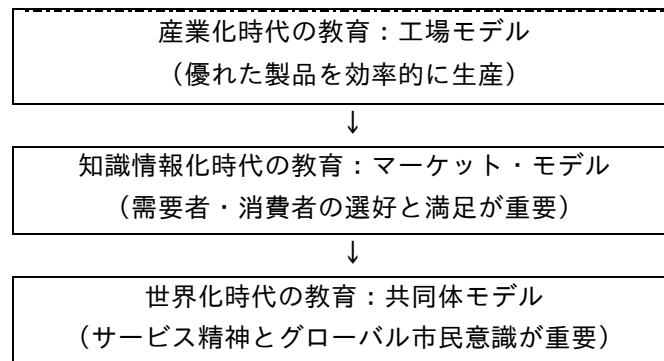 産業化時代の教育：工場モデル
（優れた製品を効率的に生産）
↓
知識情報化時代の教育：マーケット・モデル
（需要者・消費者の選好と満足が重要）
↓
世界化時代の教育：共同体モデル
（サービス精神とグローバル市民意識が重要）